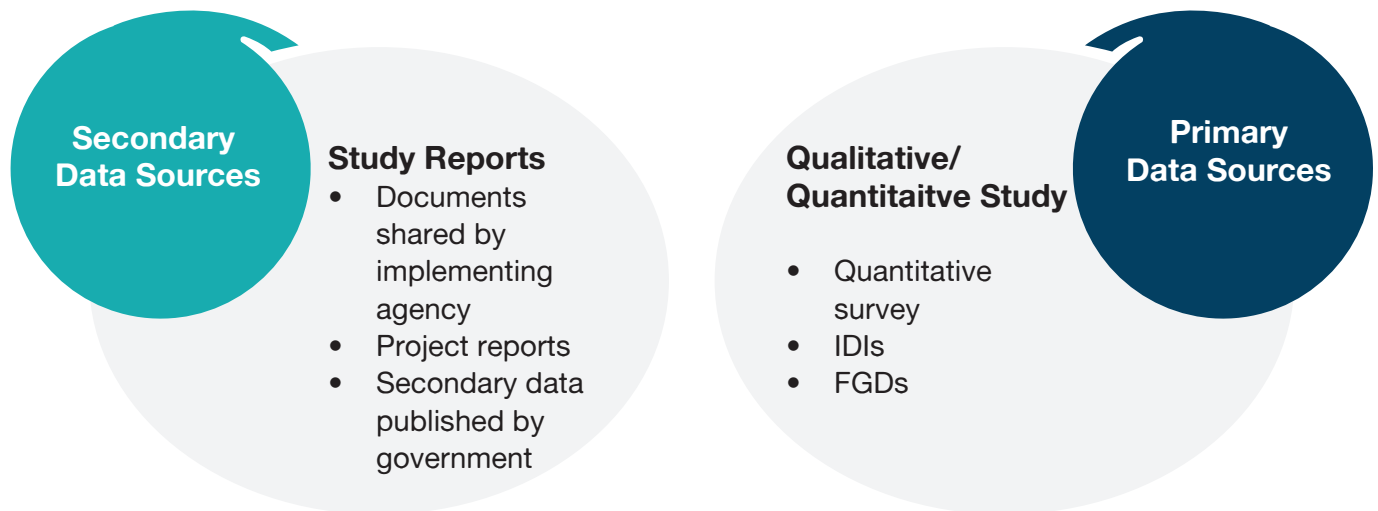 Secondary
Data Sources
Study Reports
• Documents
shared by
implementing
agency
• Project reports
• Secondary data
published by
government
Primary
Data Sources
Qualitative/
Quantitaitve Study
• Quantitative
survey
• IDIs
• FGDs